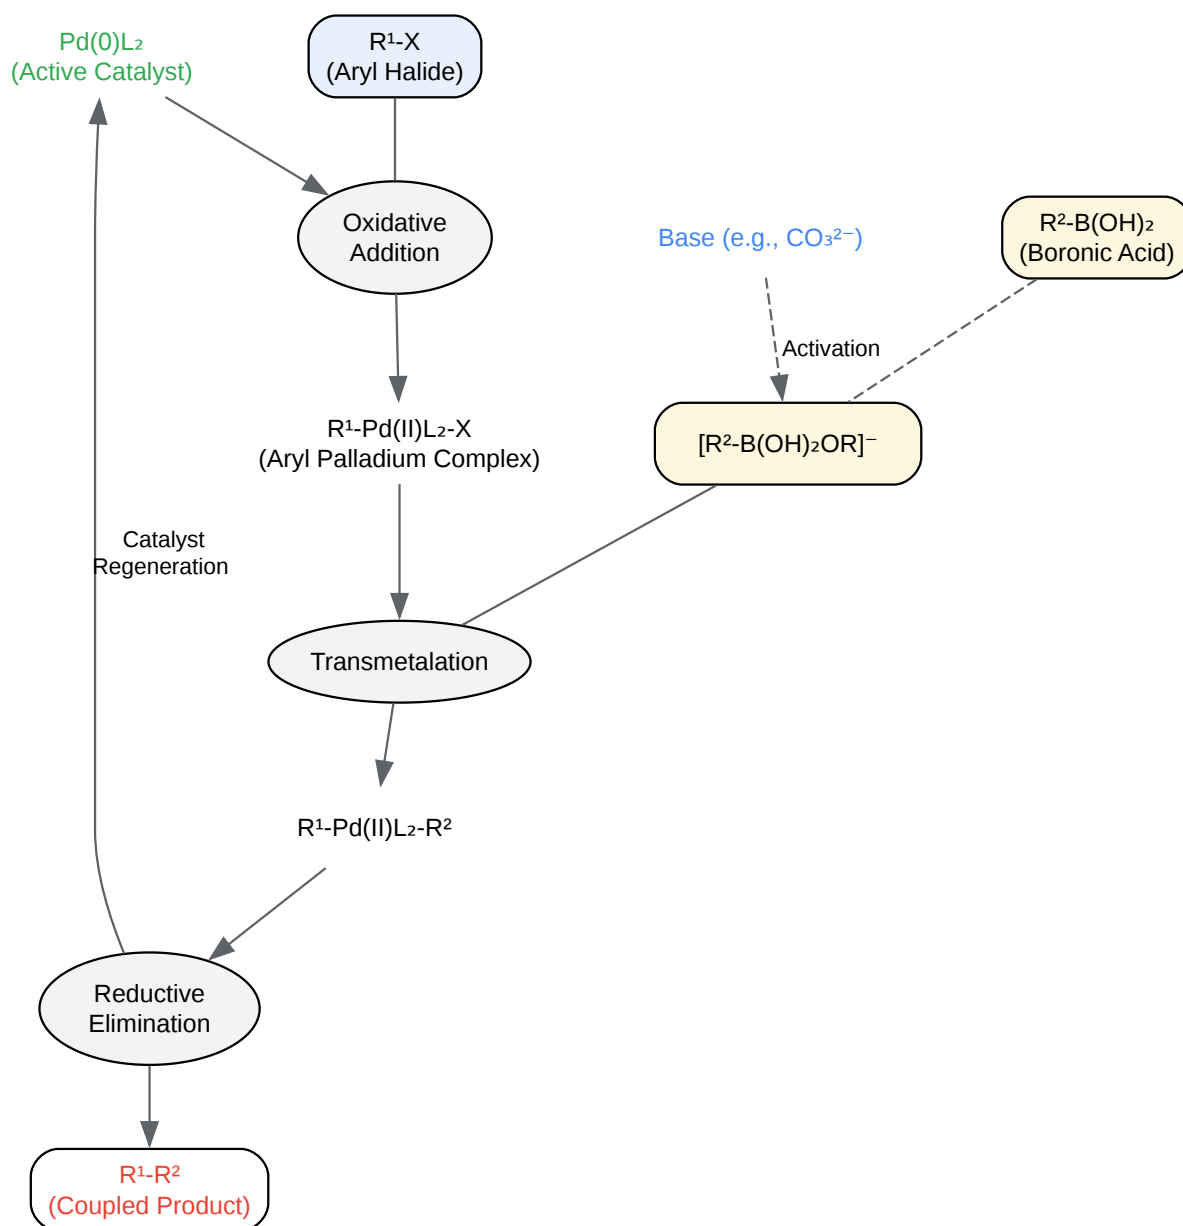 Pd(0)L₂
(Active Catalyst)
R¹-X
(Aryl Halide)
Oxidative
Addition
Base (e.g., CO₃²⁻)
R²-B(OH)₂
(Boronic Acid)
Activation
R¹-Pd(II)L₂-X
(Aryl Palladium Complex)
[R²-B(OH)₂OR]⁻
Catalyst
Regeneration
Transmetalation
R¹-Pd(II)L₂-R²
Reductive
Elimination
R¹-R²
(Coupled Product)